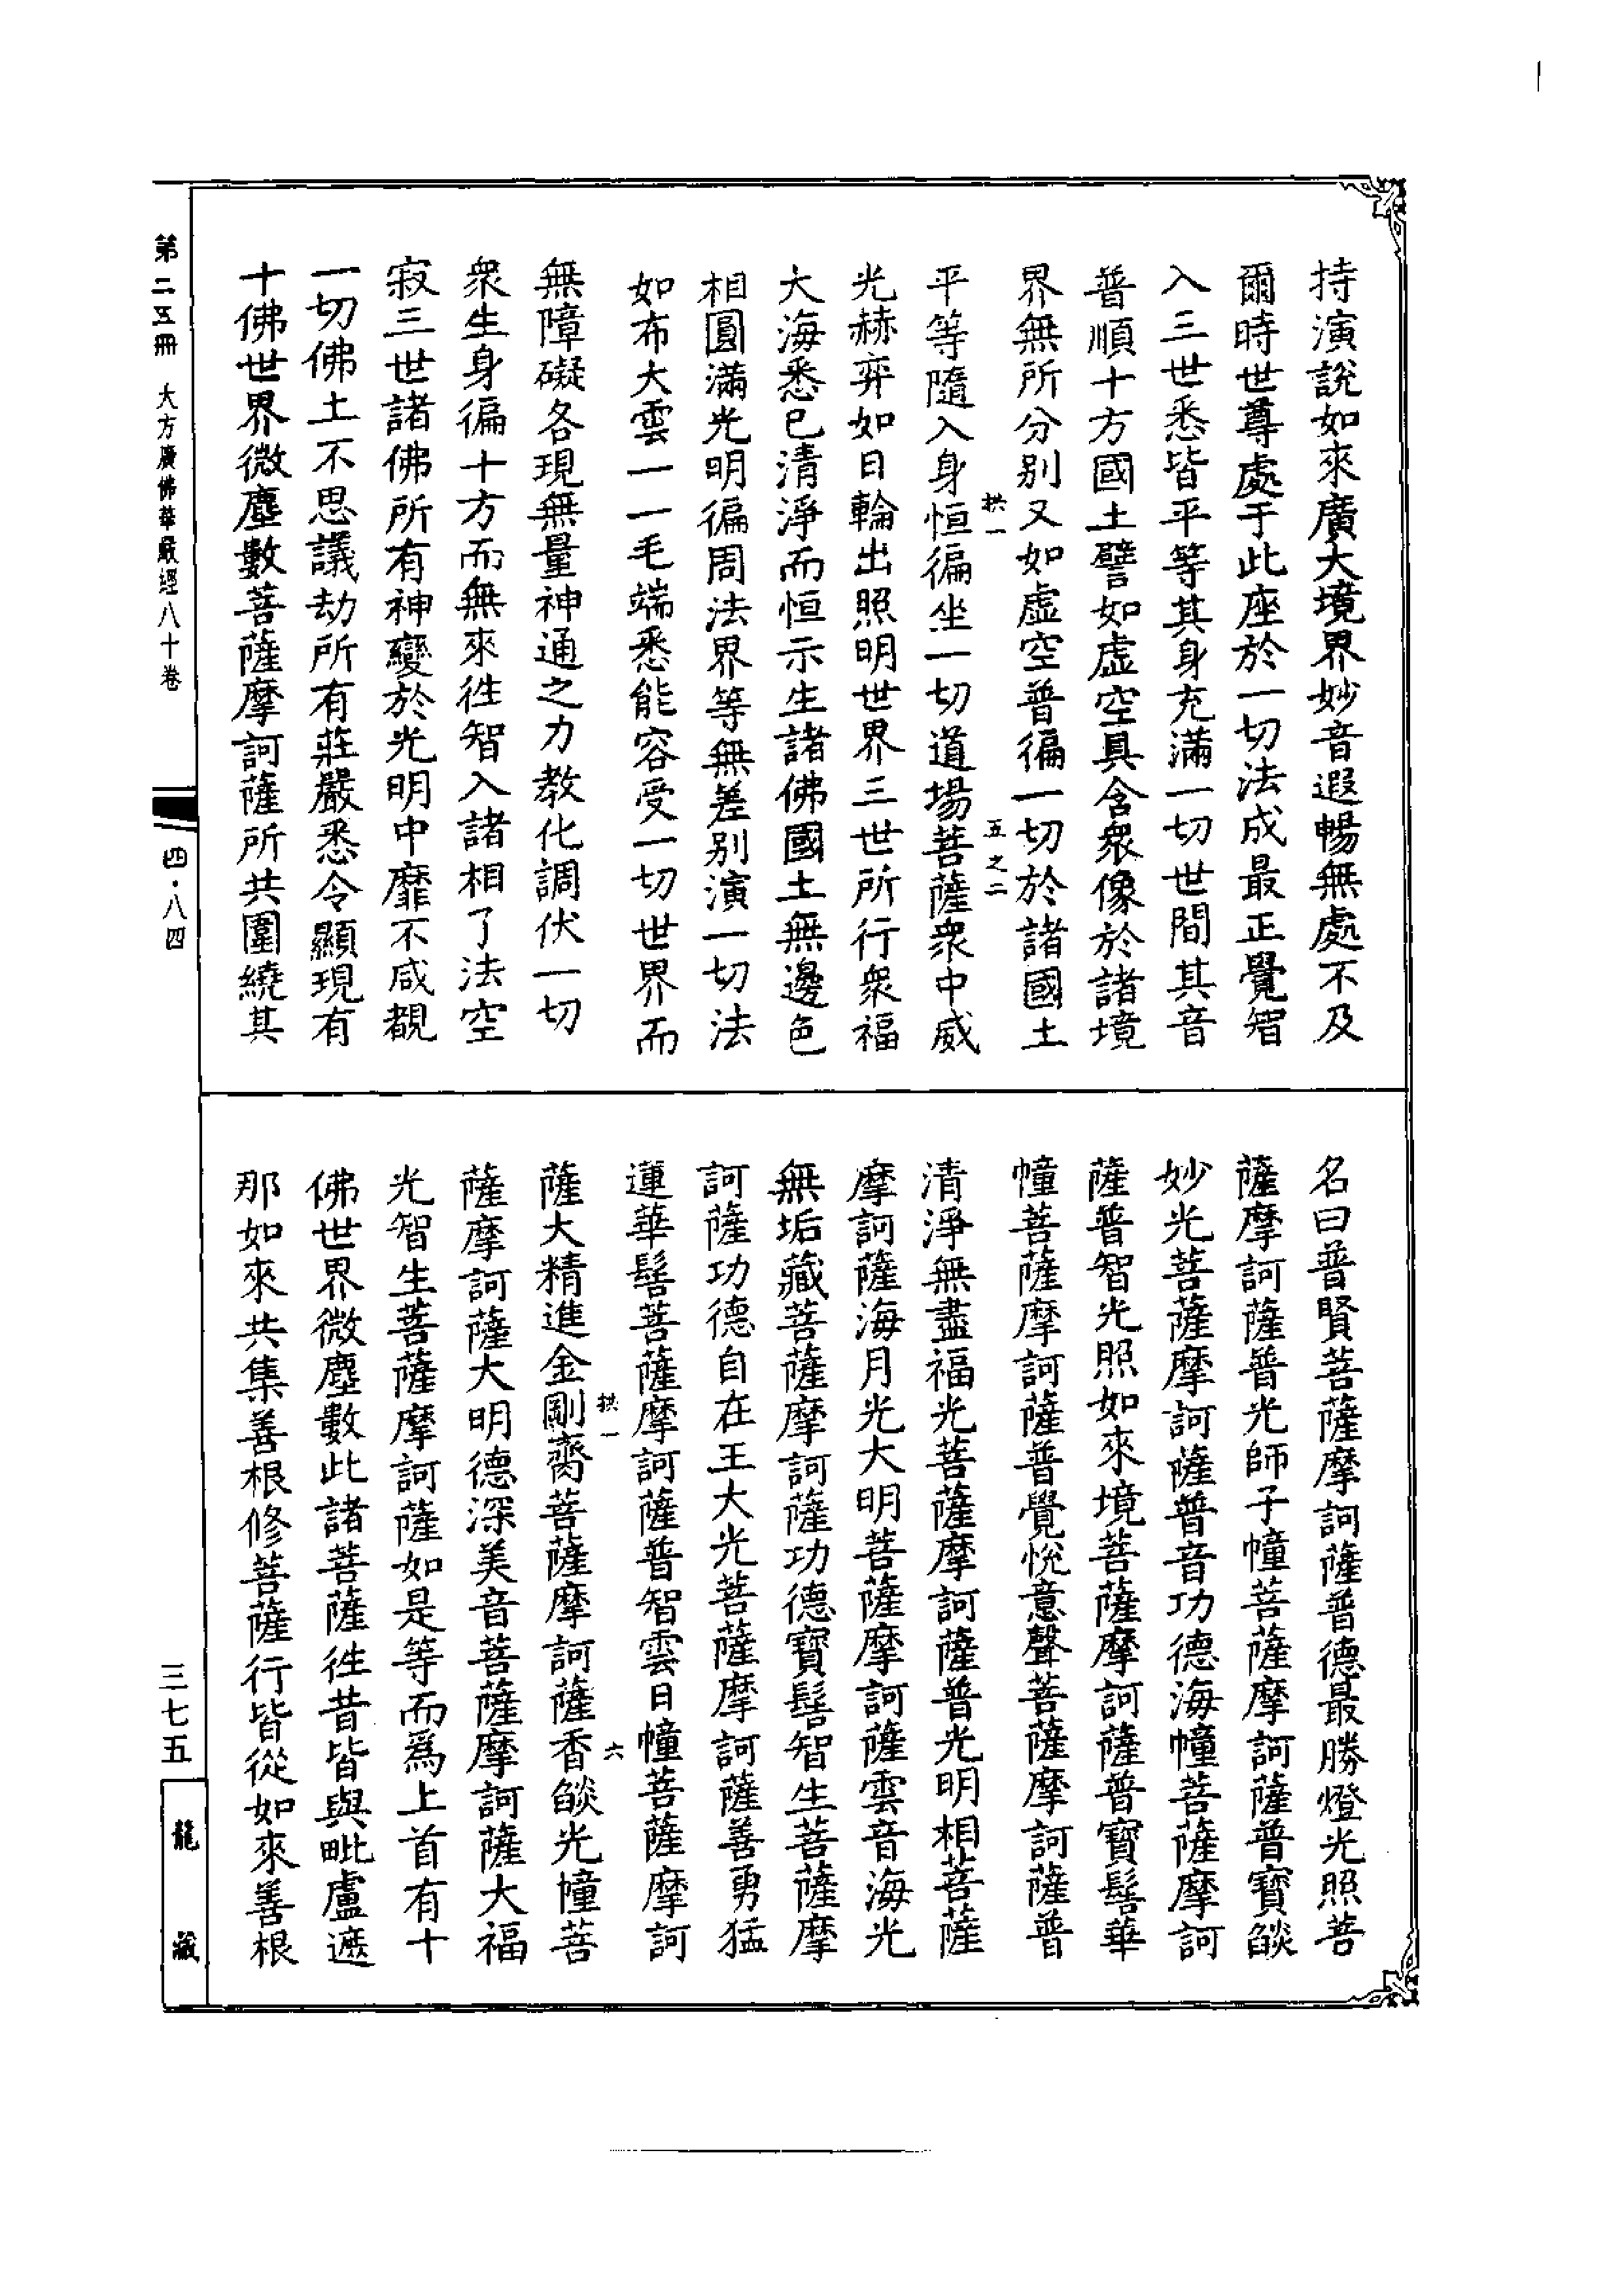 持演說如來廣大境界妙音遐暢無處不及
爾時世尊處于此座於一切法成最正覺智
入三世悉皆平等其身充滿一切世間其音
普順十方國土譬如虛空具含衆像於諸境
界無所分别又如虛空普徧一切於諸國土
拱一
五之二
平等隨入身恒徧坐一切道場菩薩衆中威
光赫弈如日輪出照明世界三世所行衆福
大海悉已清淨而恒示生諸佛國土無邊色
相圓滿光明徧周法界等無差别演一切法
如布大雲一一毛端悉能容受一切世界而
無障礙各現無量神通之力教化調伏一切
衆生身徧十方而無來徃智入諸相了法空
寂三世諸佛所有神變於光明中靡不咸覩
一切佛土不思議劫所有莊嚴悉令顯現有
十佛世界微塵數菩薩摩訶薩所共圍繞其
名曰普賢菩薩摩訶薩普德最勝燈光照菩
薩摩訶薩普光師子幢菩薩摩訶薩普寶燄
妙光菩薩摩訶薩普音功德海幢菩薩摩訶
薩普智光照如來境菩薩摩訶薩普寶髻華
幢菩薩摩訶薩普覺悅意聲菩薩摩訶薩普
清淨無盡福光菩薩摩訶薩普光明相菩薩
摩訶薩海月光大明菩薩摩訶薩雲音海光
無垢藏菩薩摩訶薩功德寶髻智生菩薩摩
訶薩功德自在王大光菩薩摩訶薩善勇猛
蓮華髻菩薩摩訶薩普智雲日幢菩薩摩訶
拱一
六
薩大精進金剛齎菩薩摩訶薩香燄光幢菩
薩摩訶薩大明德深美音菩薩摩訶薩大福
光智生菩薩摩訶薩如是等而爲上首有十
佛世界微塵數此諸菩薩徃昔皆與毗盧遮
那如來共集善根修菩薩行皆從如來善根
第二五冊 大方廣佛華嚴經八十卷
四・八四
三七五
龍藏